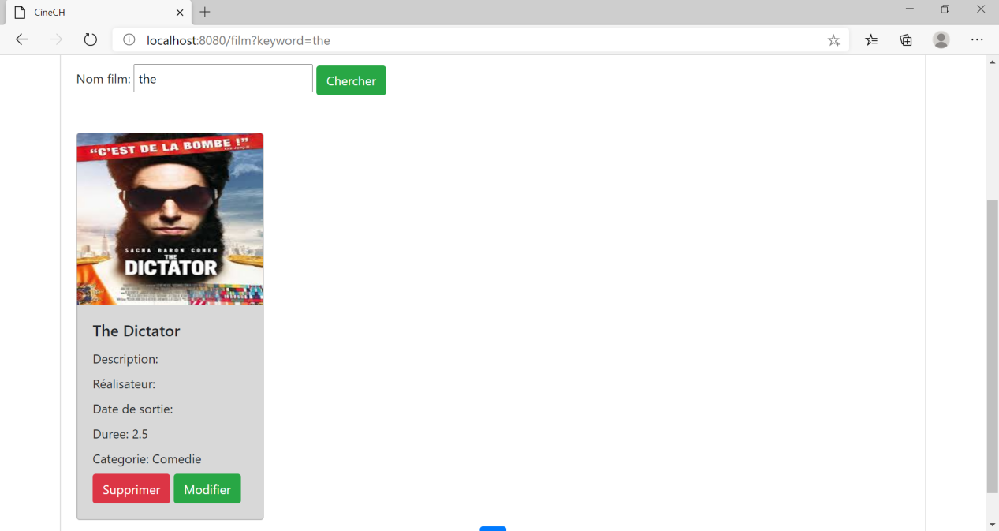 CineCH
localhost:8080/film?keyword=the
Nom film: the Chercher
“C'EST DE LA BOMBE !”
SACHA BARON COHEN
THE
DICTATOR
The Dictator
Description:
Réalisateur:
Date de sortie:
Duree: 2.5
Categorie: Comedie
Supprimer Modifier